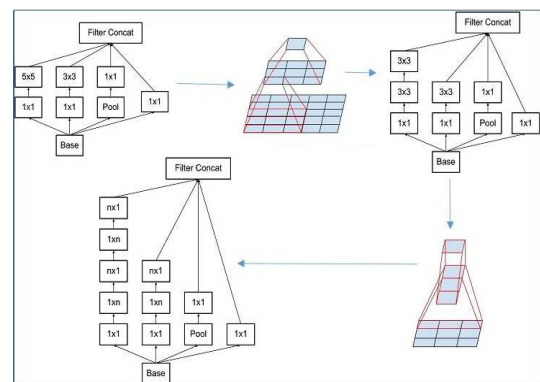 Filter Concat
5x5 3x3 1x1
1x1 1x1 Pool 1x1
Base
Filter Concat
3x3
3x3 3x3 1x1
1x1 1x1 Pool 1x1
Base
Filter Concat
nx1
1xn
nx1 nx1
1xn 1xn 1x1
1x1 1x1 Pool 1x1
Base